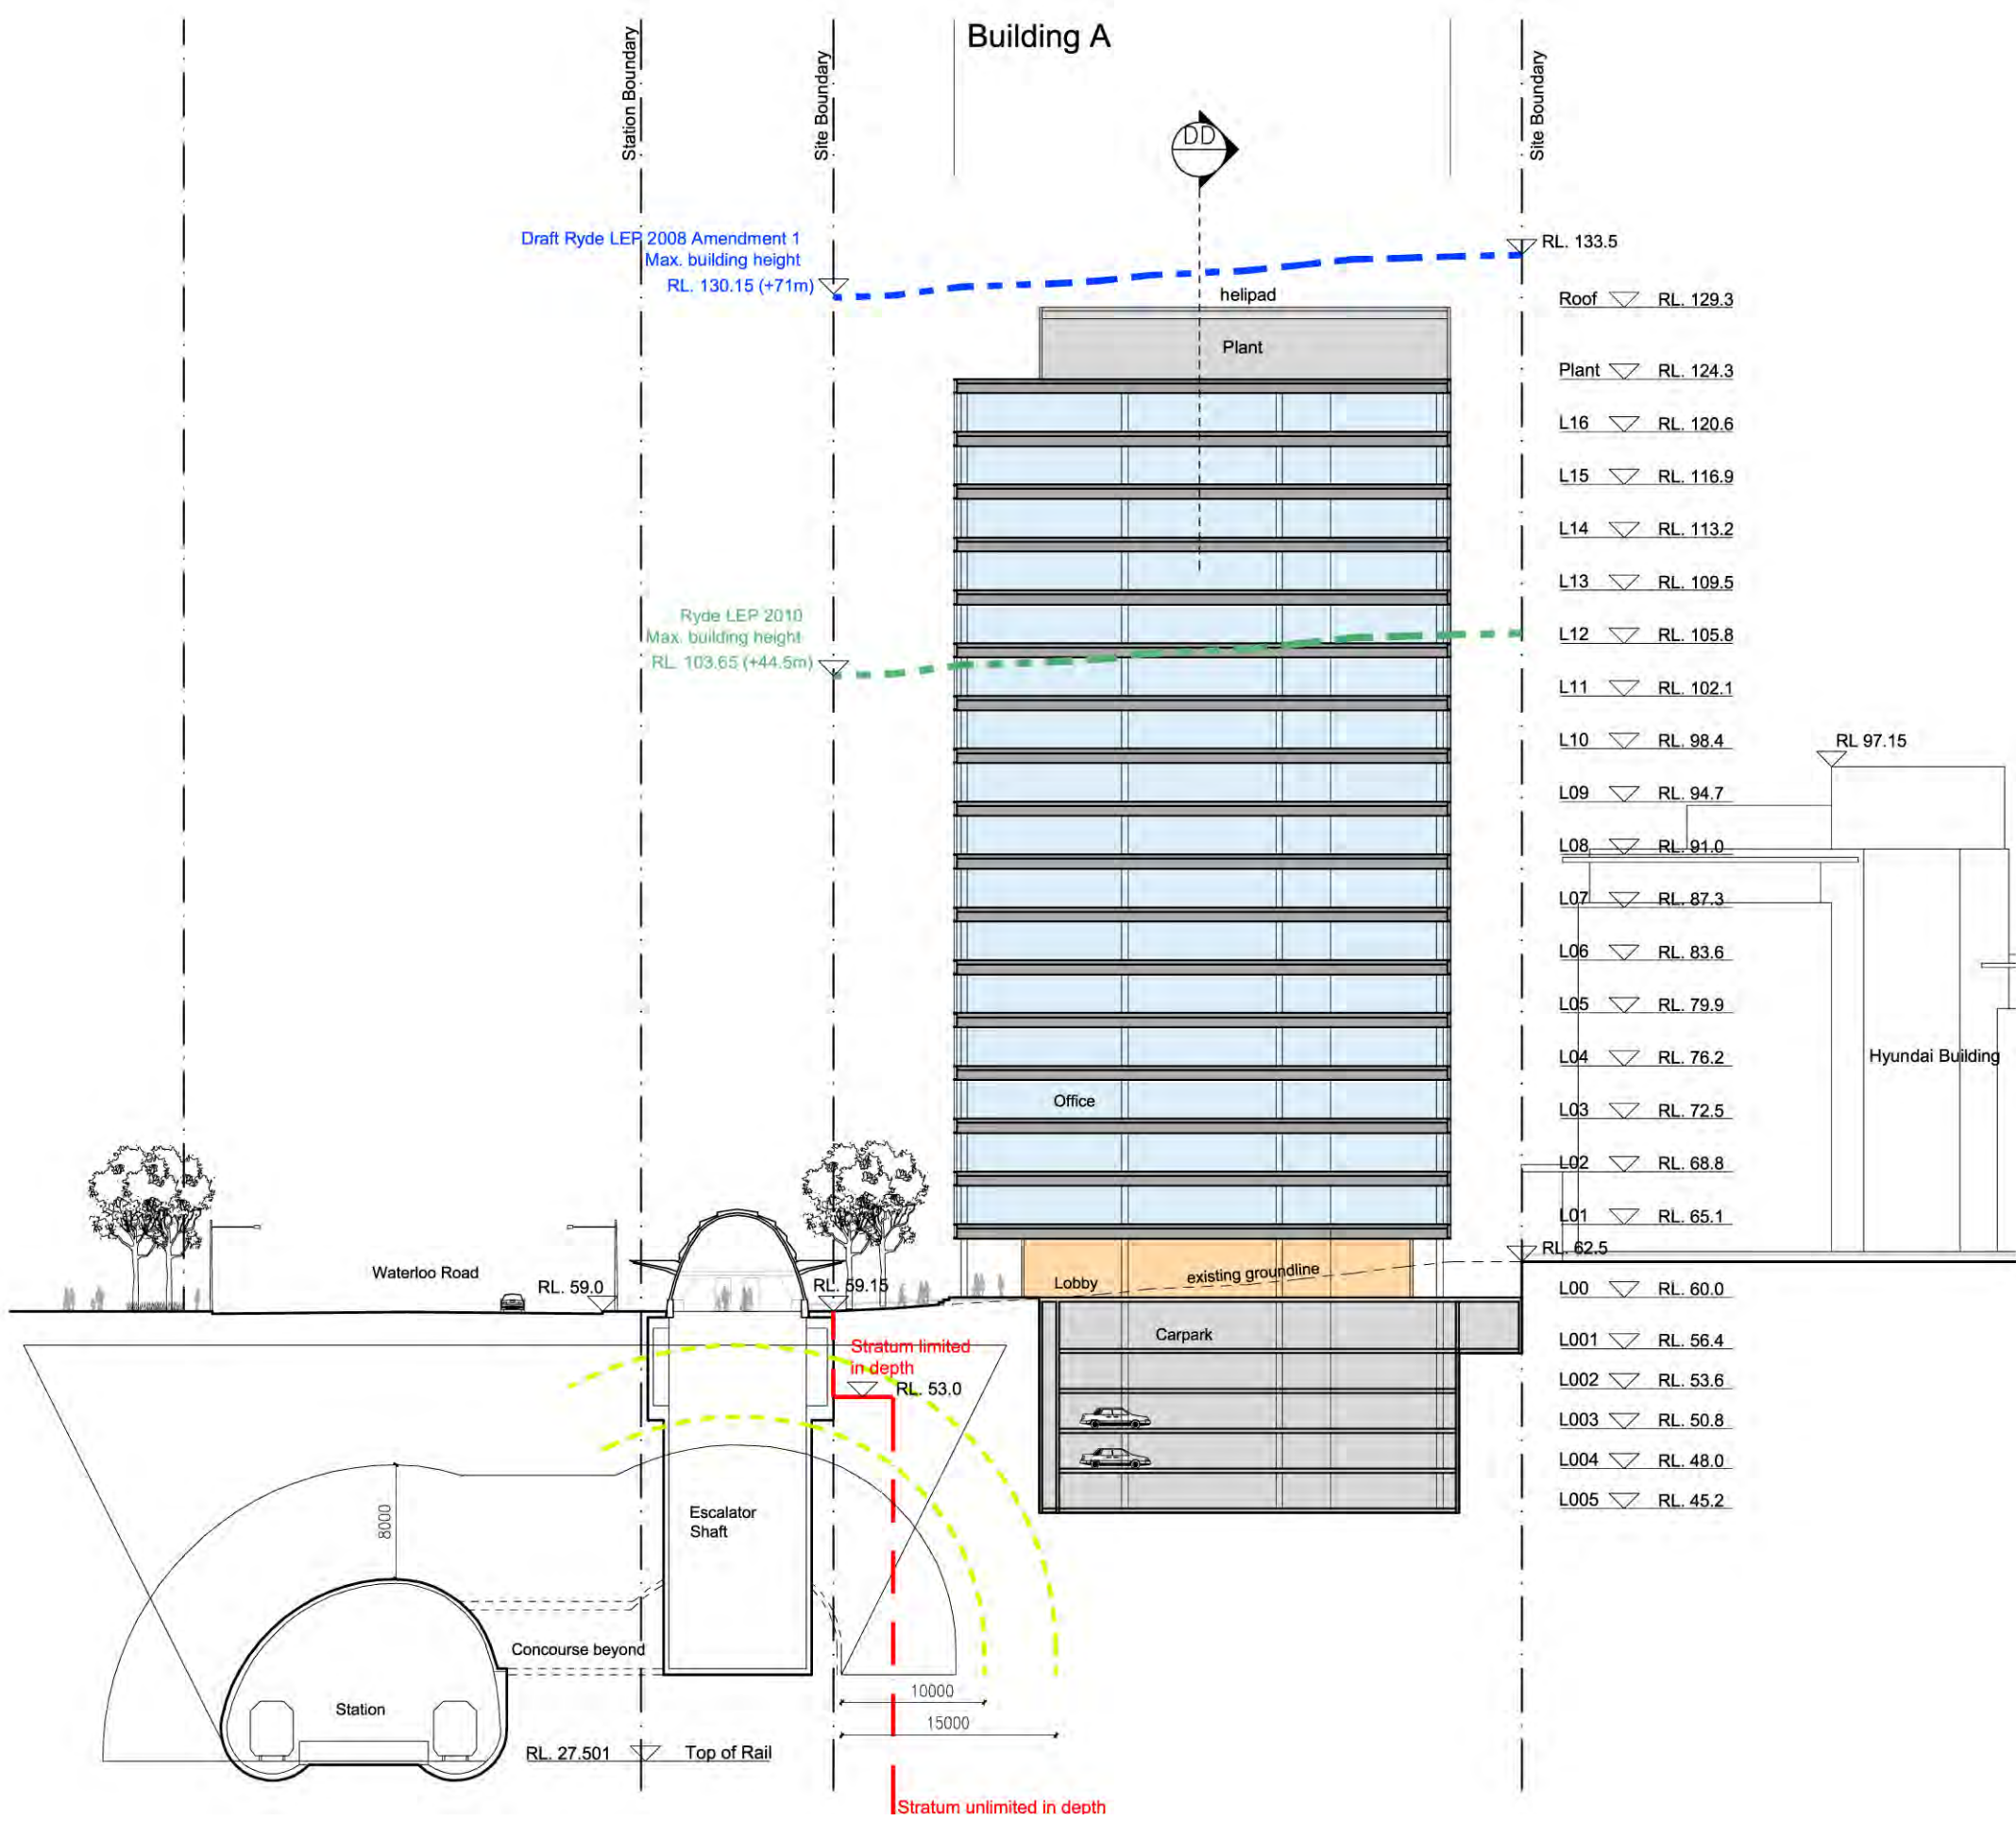 Building A
Station Boundary
Site Boundary
Site Boundary
DD
Draft Ryde LEP 2008 Amendment 1
Max. building height
RL. 130.15 (+71m)
RL. 133.5
helipad
Plant
Roof RL. 129.3
Plant RL. 124.3
L16 RL. 120.6
L15 RL. 116.9
L14 RL. 113.2
L13 RL. 109.5
Ryde LEP 2010
Max. building height
RL. 103.65 (+44.5m)
L12 RL. 105.8
L11 RL. 102.1
L10 RL. 98.4
RL 97.15
L09 RL. 94.7
L08 RL. 91.0
L07 RL. 87.3
L06 RL. 83.6
L05 RL. 79.9
L04 RL. 76.2
Hyundai Building
Office
L03 RL. 72.5
L02 RL. 68.8
L01 RL. 65.1
RL. 62.5
Waterloo Road
RL. 59.0
RL. 59.15
Lobby
existing groundline
L00 RL. 60.0
Stratum limited
in depth
RL. 53.0
Carpark
L001 RL. 56.4
L002 RL. 53.6
L003 RL. 50.8
L004 RL. 48.0
L005 RL. 45.2
8000
Escalator
Shaft
Concourse beyond
Station
10000
15000
RL. 27.501 Top of Rail
Stratum unlimited in depth